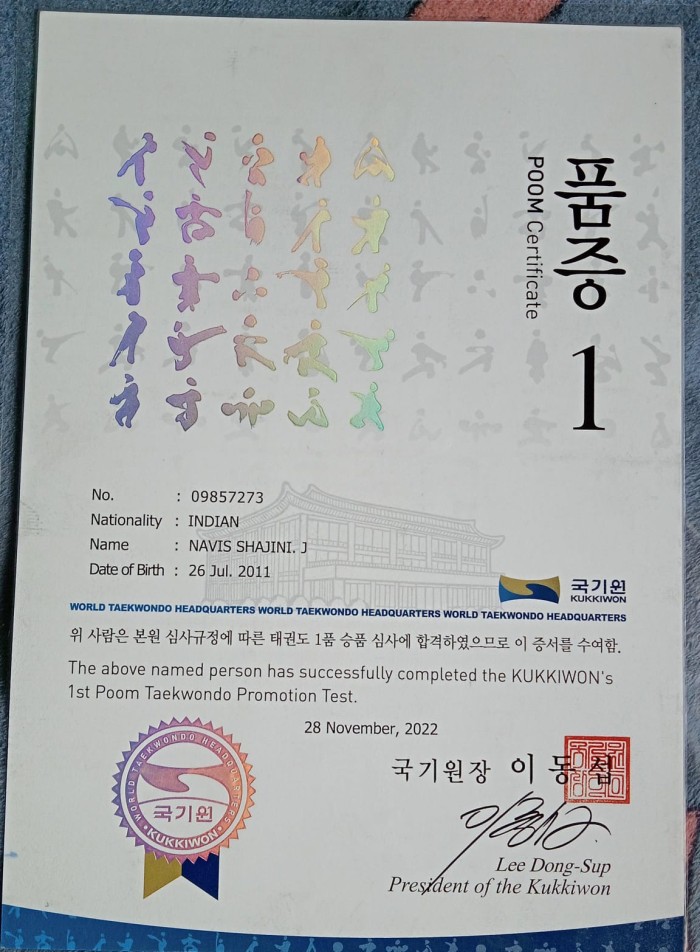 품증
POOM Certificate
1
No. : 09857273
Nationality : INDIAN
Name : NAVIS SHAJINI. J
Date of Birth : 26 Jul. 2011
국기원
KUKKIWON
WORLD TAEKWONDO HEADQUARTERS WORLD TAEKWONDO HEADQUARTERS WORLD TAEKWONDO HEADQUARTERS
위 사람은 본원 심사규정에 따른 태권도 1품 승품 심사에 합격하였으므로 이 증서를 수여함.
The above named person has successfully completed the KUKKIWON's
1st Poom Taekwondo Promotion Test.
28 November, 2022
국기원장 이동섭
WORLD TAEKWONDO HEADQUARTERS
국기원
KUKKIWON
Lee Dong-Sup
President of the Kukkiwon